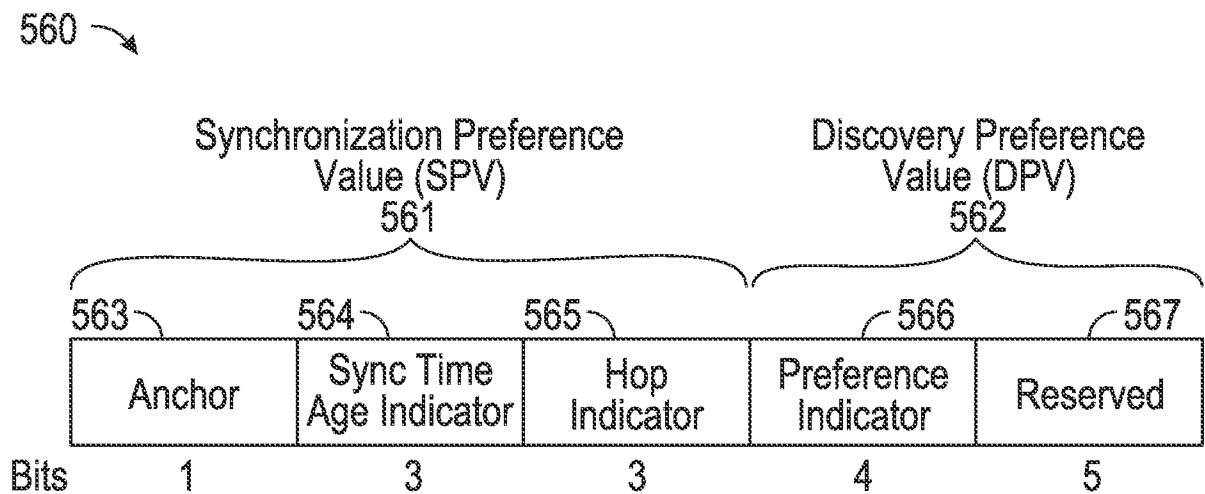 560
Synchronization Preference
Value (SPV)
561
Discovery Preference
Value (DPV)
562
563
564
565
566
567
Anchor
Sync Time
Age Indicator
Hop
Indicator
Preference
Indicator
Reserved
Bits 1 3 3 4 5